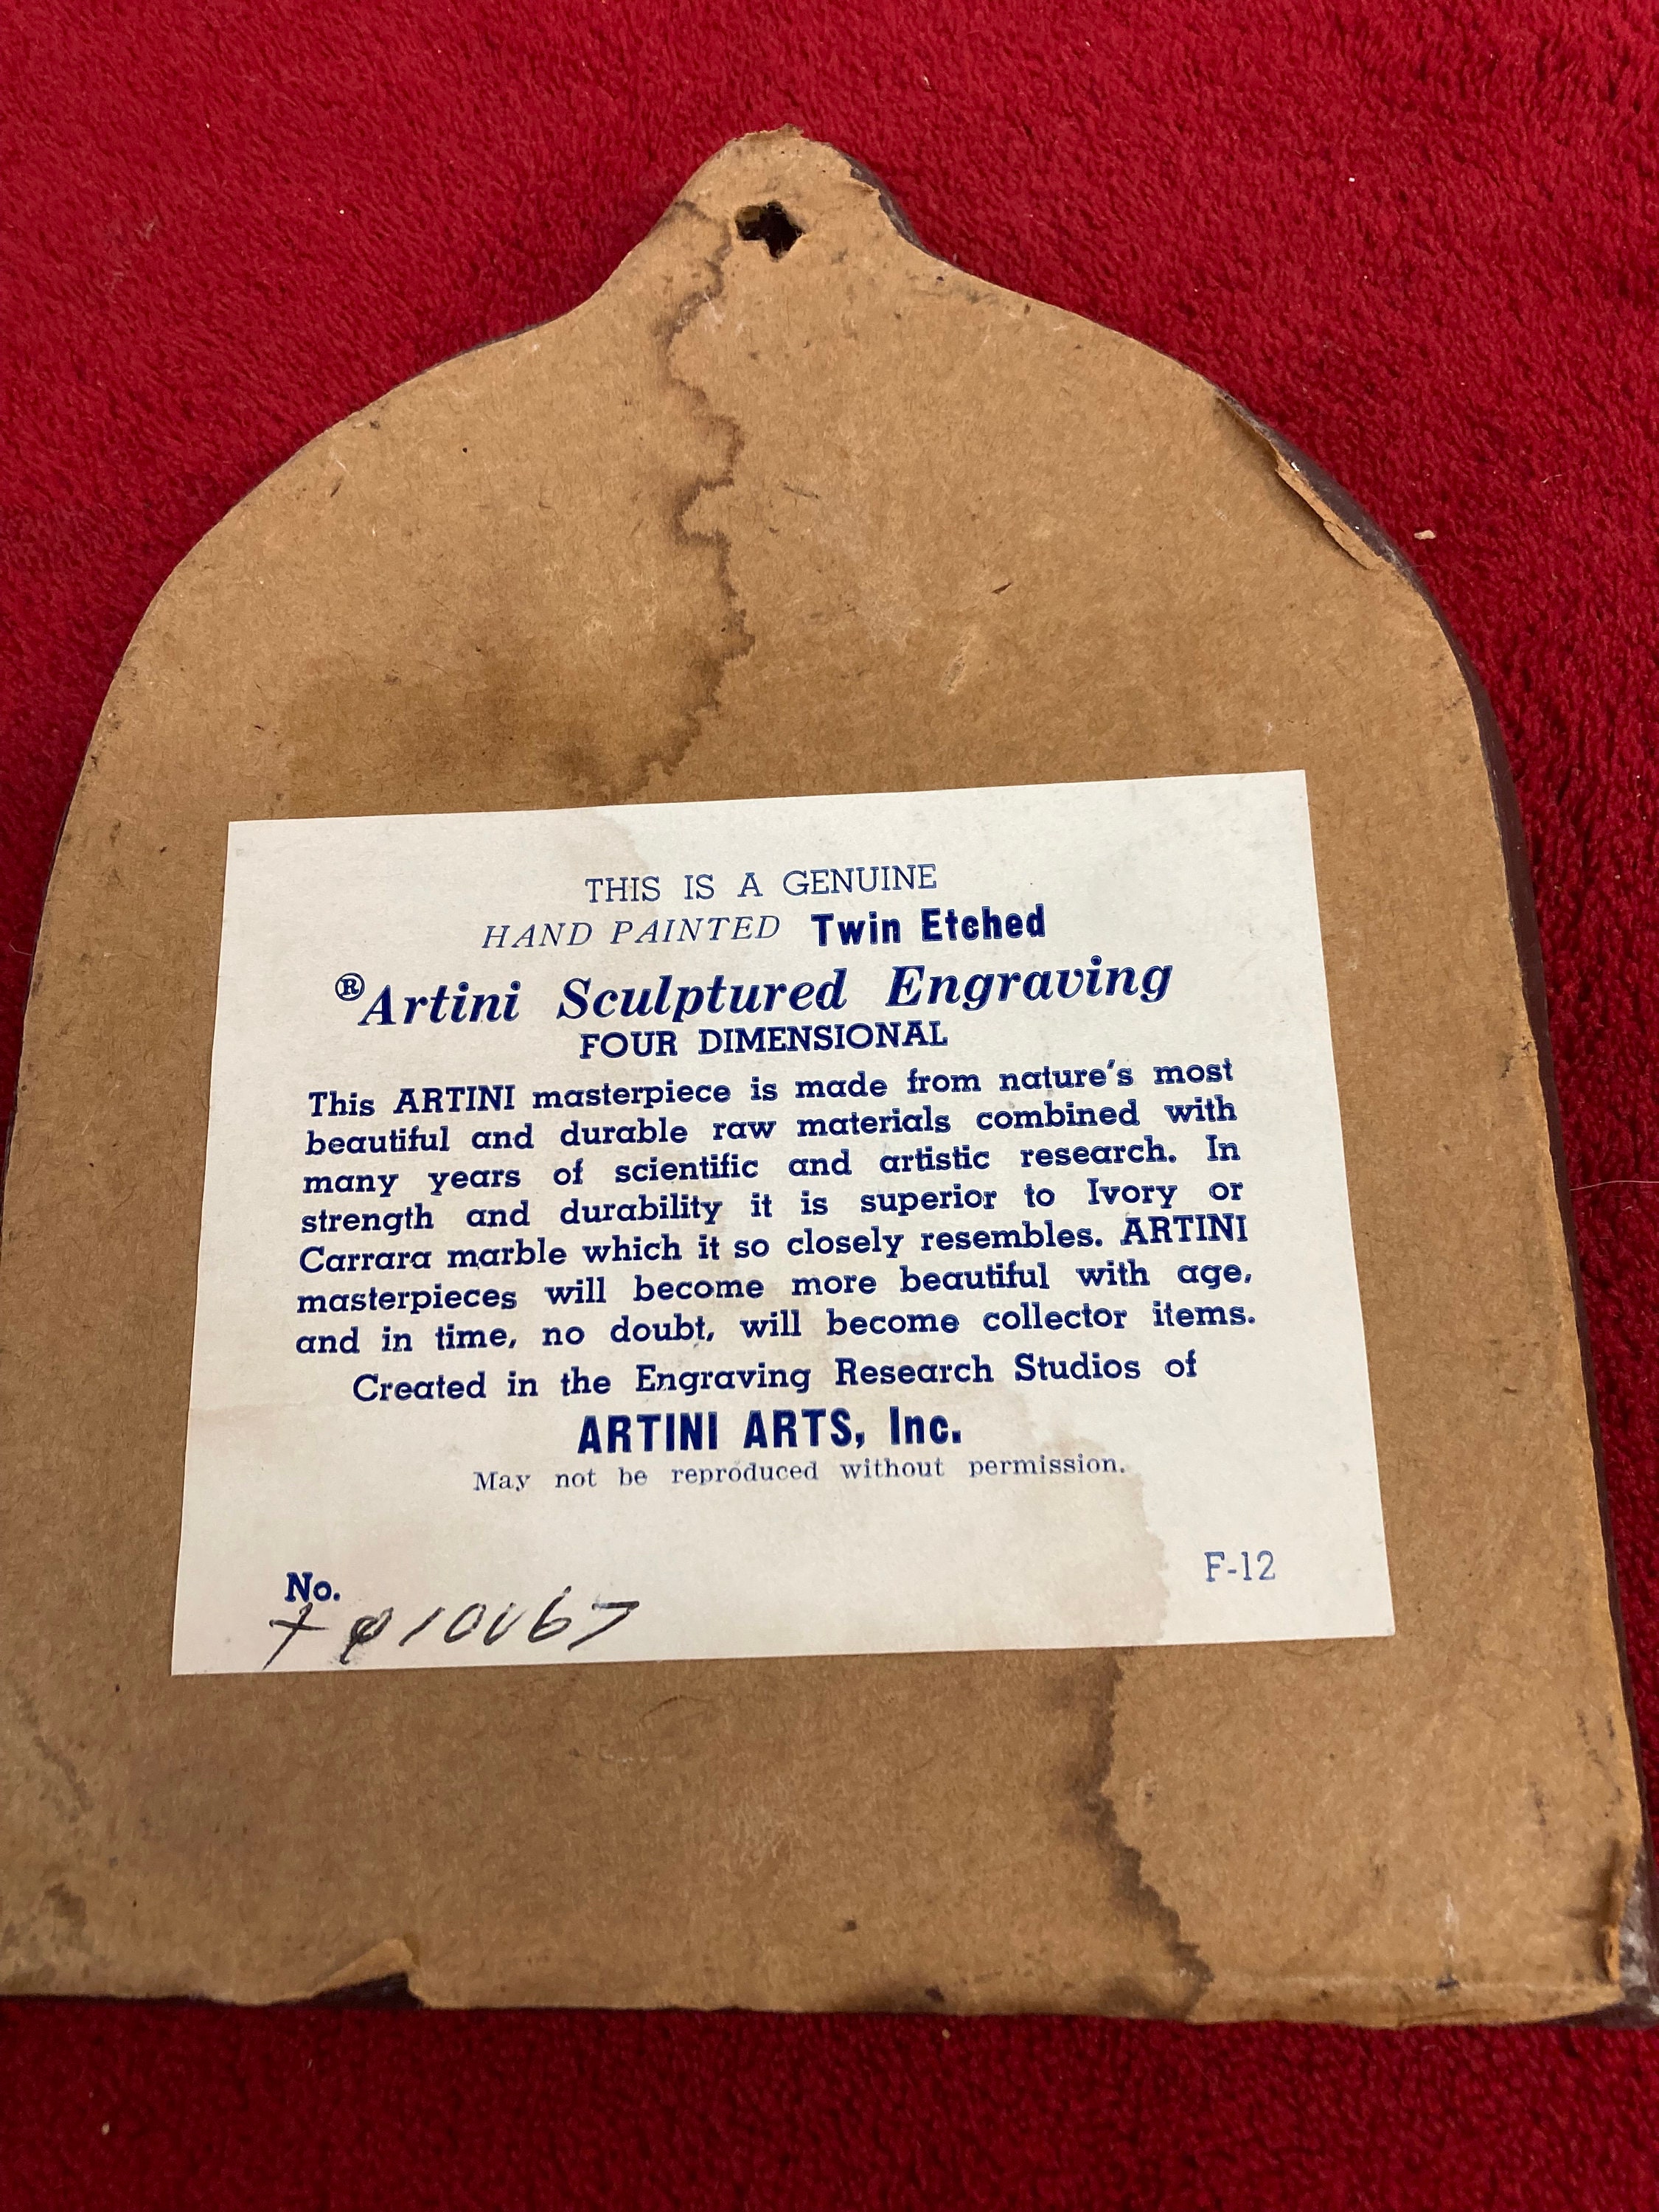 THIS IS A GENUINE
HAND PAINTED Twin Etched
®Artini Sculptured Engraving
FOUR DIMENSIONAL
This ARTINI masterpiece is made from nature's most
beautiful and durable raw materials combined with
many years of scientific and artistic research. In
strength and durability it is superior to Ivory or
Carrara marble which it so closely resembles. ARTINI
masterpieces will become more beautiful with age,
and in time, no doubt, will become collector items.
Created in the Engraving Research Studios of
ARTINI ARTS, Inc.
May not be reproduced without permission.
F-12
No.